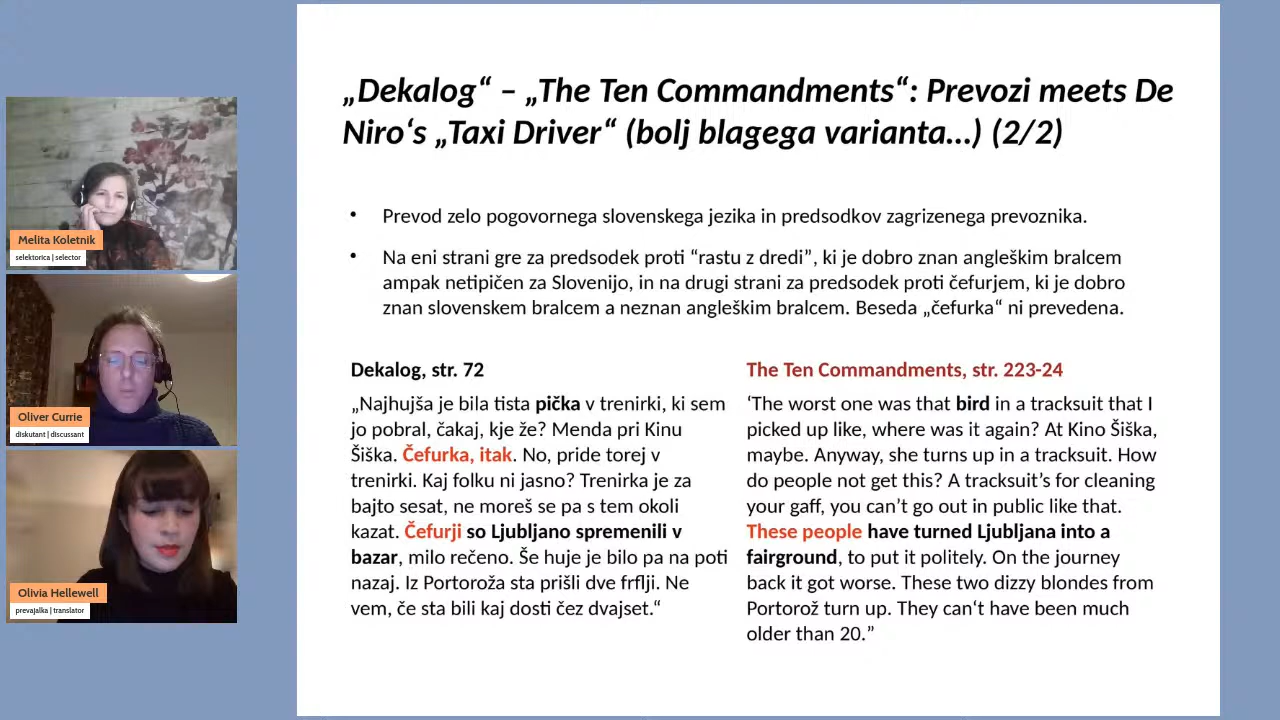 „Dekalog“ – „The Ten Commandments“: Prevozi meets De
Niro‘s „Taxi Driver“ (bolj blagega varianta…) (2/2)
• Prevod zelo pogovornega slovenskega jezika in predsodkov zagrizenega prevoznika.
• Na eni strani gre za predsodek proti “rastu z dredi”, ki je dobro znan angleškim bralcem
ampak netipičen za Slovenijo, in na drugi strani za predsodek proti čefurjem, ki je dobro
znan slovenskem bralcem a neznan angleškim bralcem. Beseda „čefurka“ ni prevedena.
Dekalog, str. 72
„Najhujša je bila tista pička v trenirki, ki sem
jo pobral, čakaj, kje že? Menda pri Kinu
Šiška. Čefurka, itak. No, pride torej v
trenirki. Kaj folku ni jasno? Trenirka je za
bajto sesat, ne moreš se pa s tem okoli
kazat. Čefurji so Ljubljano spremenili v
bazar, milo rečeno. Še huje je bilo pa na poti
nazaj. Iz Portoroža sta prišli dve frflji. Ne
vem, če sta bili kaj dosti čez dvajset.“
The Ten Commandments, str. 223-24
‘The worst one was that bird in a tracksuit that I
picked up like, where was it again? At Kino Šiška,
maybe. Anyway, she turns up in a tracksuit. How
do people not get this? A tracksuit’s for cleaning
your gaff, you can’t go out in public like that.
These people have turned Ljubljana into a
fairground, to put it politely. On the journey
back it got worse. These two dizzy blondes from
Portorož turn up. They can‘t have been much
older than 20.”
Melita Koletnik
selektorica | selector
Oliver Currie
diskutant | discussant
Olivia Hellewell
prevajalka | translator